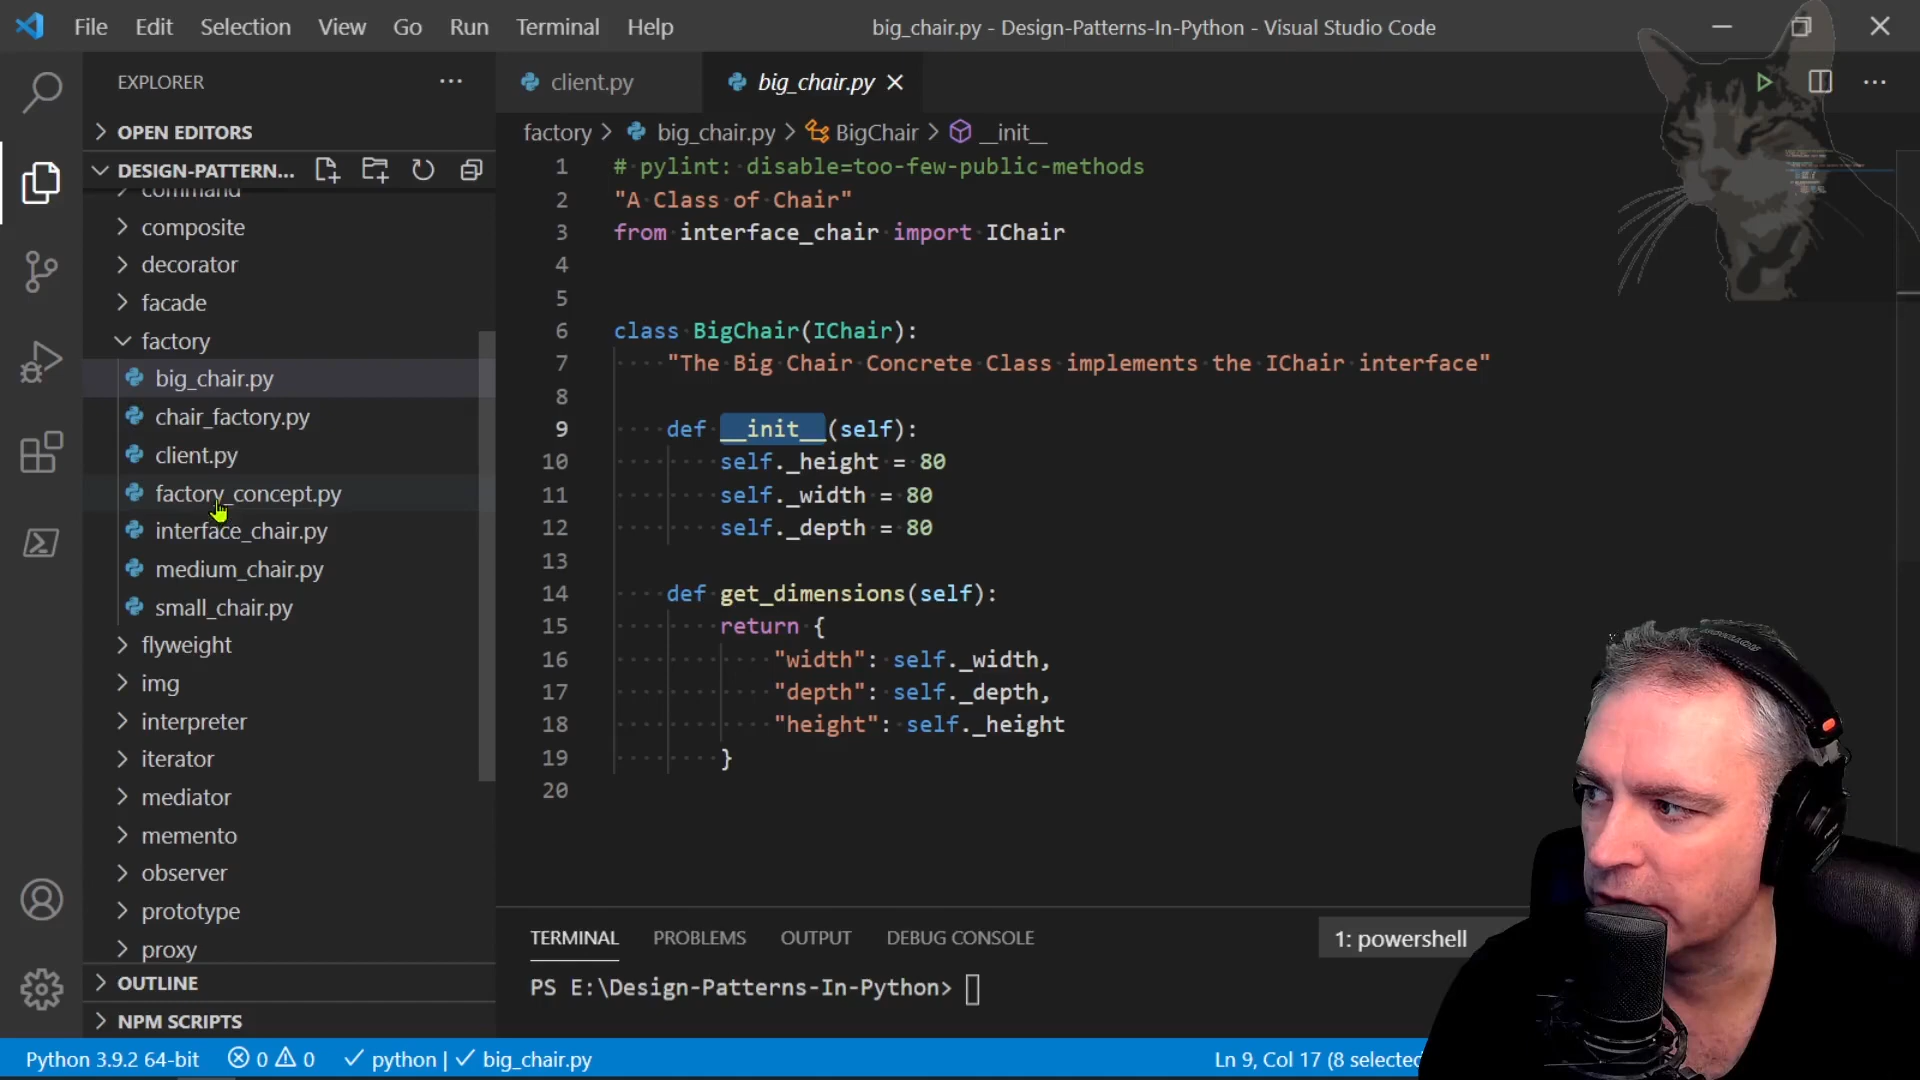 File Edit Selection View Go Run Terminal Help
big_chair.py - Design-Patterns-In-Python - Visual Studio Code
EXPLORER
OPEN EDITORS
DESIGN-PATTERN...
command
composite
decorator
facade
factory
big_chair.py
chair_factory.py
client.py
factory_concept.py
interface_chair.py
medium_chair.py
small_chair.py
flyweight
img
interpreter
iterator
mediator
memento
observer
prototype
proxy
OUTLINE
NPM SCRIPTS
client.py
big_chair.py
factory > big_chair.py > BigChair > __init__
1 # pylint: disable=too-few-public-methods
2 "A Class of Chair"
3 from interface_chair import IChair
4
5
6 class BigChair(IChair):
7 "The Big Chair Concrete Class implements the IChair interface"
8
9 def __init__(self):
10 self._height = 80
11 self._width = 80
12 self._depth = 80
13
14 def get_dimensions(self):
15 return {
16 "width": self._width,
17 "depth": self._depth,
18 "height": self._height
19 }
20
TERMINAL PROBLEMS OUTPUT DEBUG CONSOLE
1: powershell
PS E:\Design-Patterns-In-Python>
Python 3.9.2 64-bit 0 0 python | big_chair.py
Ln 9, Col 17 (8 selected